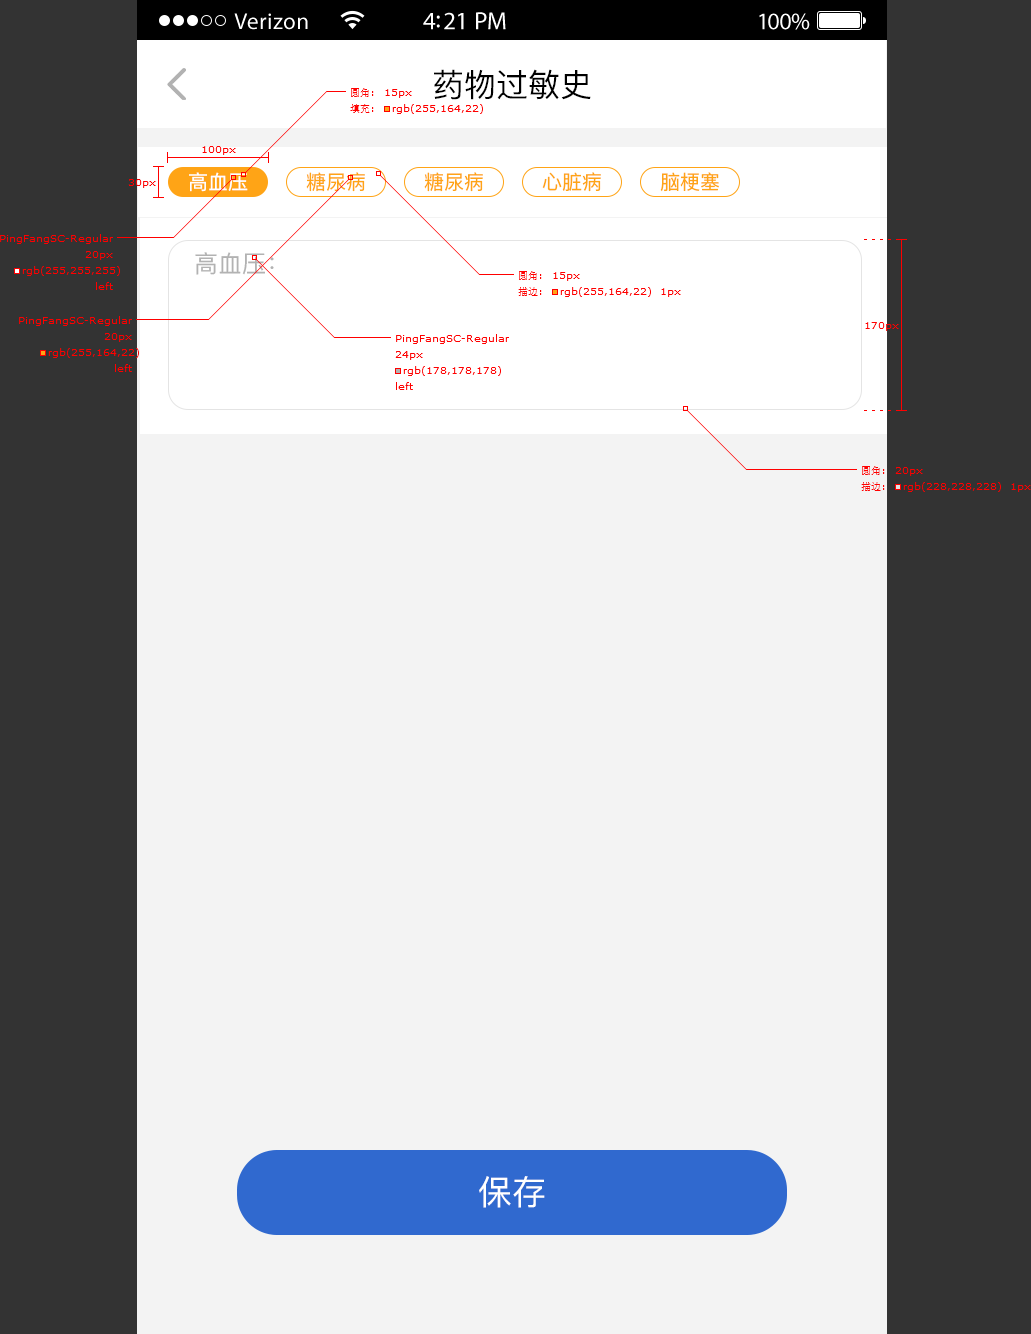 Verizon 4:21 PM 100%
药物过敏史
圆角: 15px
填充: rgb(255,164,22)
100px
30px
高血压 糖尿病 糖尿病 心脏病 脑梗塞
PingFangSC-Regular
20px
rgb(255,255,255)
left
高血压:
圆角: 15px
描边: rgb(255,164,22) 1px
PingFangSC-Regular
20px
rgb(255,164,22)
left
170px
PingFangSC-Regular
24px
rgb(178,178,178)
left
圆角: 20px
描边: rgb(228,228,228) 1px
保存